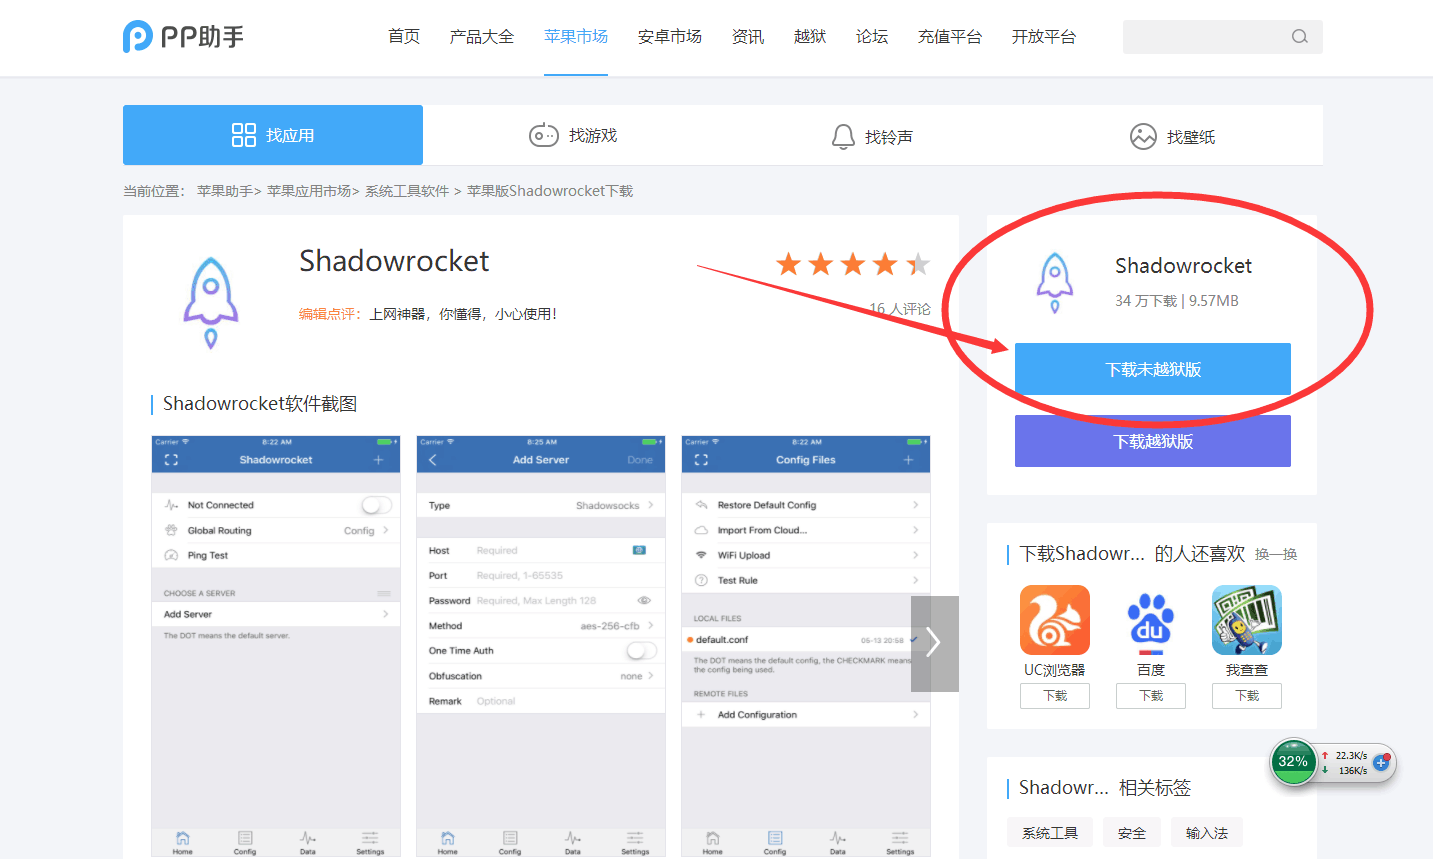 PP助手
首页 产品大全 苹果市场 安卓市场 资讯 越狱 论坛 充值平台 开放平台
找应用 找游戏 找铃声 找壁纸
当前位置: 苹果助手> 苹果应用市场> 系统工具软件 > 苹果版Shadowrocket下载
Shadowrocket
编辑点评：上网神器，你懂得，小心使用！
16 人评论
Shadowrocket软件截图
Carrier 8:22 AM
Shadowrocket
Not Connected
Global Routing Config
Ping Test
CHOOSE A SERVER
Add Server
The DOT means the default server.
Home Config Data Settings
Carrier 8:25 AM
Add Server Done
Type Shadowsocks
Host Required
Port Required, 1-65535
Password Required, Max Length 128
Method aes-256-cfb
One Time Auth
Obfuscation none
Remark Optional
Home Config Data Settings
Carrier 8:22 AM
Config Files
Restore Default Config
Import From Cloud...
WiFi Upload
Test Rule
LOCAL FILES
default.conf 05-13 20:58
The DOT means the default config, the CHECKMARK means
the config being used.
REMOTE FILES
Add Configuration
Home Config Data Settings
Shadowrocket
34 万下载 | 9.57MB
下载未越狱版
下载越狱版
下载Shadowr... 的人还喜欢 换一换
du
UC浏览器 百度 我查查
下载 下载 下载
32%
22.3K/s
136K/s
Shadowr... 相关标签
系统工具 安全 输入法